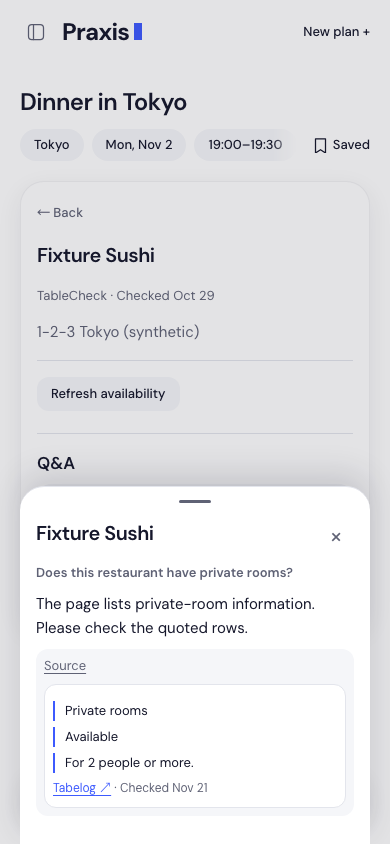 Praxis
New plan +
Dinner in Tokyo
Tokyo
Mon, Nov 2
19:00–19:30
Saved
← Back
Fixture Sushi
TableCheck · Checked Oct 29
1-2-3 Tokyo (synthetic)
Refresh availability
Q&A
Fixture Sushi
×
Does this restaurant have private rooms?
The page lists private-room information.
Please check the quoted rows.
Source
Private rooms
Available
For 2 people or more.
Tabelog ↗ · Checked Nov 21